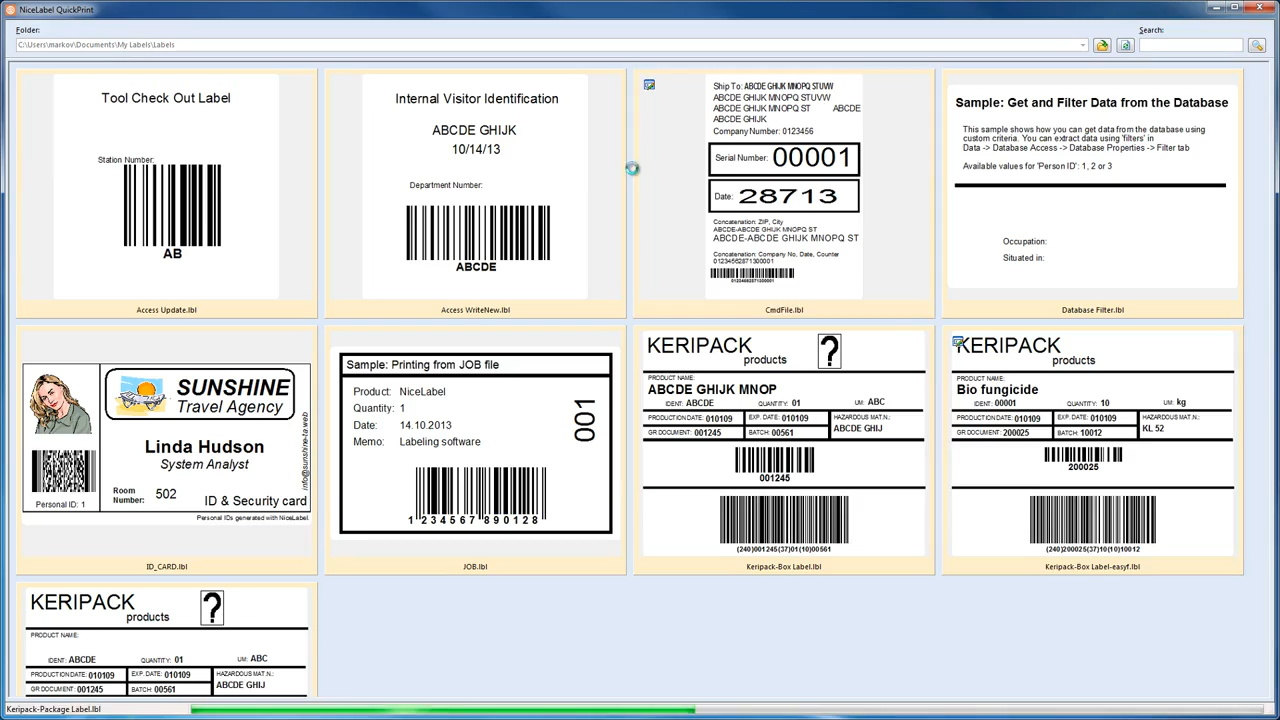 NiceLabel QuickPrint
Folder:
Search:
C:\Users\markov\Documents\My Labels\Labels
Tool Check Out Label
Station Number:
AB
Access Update.lbl
Internal Visitor Identification
ABCDE GHIJK
10/14/13
Department Number:
ABCDE
Access WriteNew.lbl
Ship To: ABCDE GHIJK MNOPQ STUVW
ABCDE GHIJK MNOPQ STUVW
ABCDE GHIJK MNOPQ ST ABCDE
ABCDE GHIJK
Company Number: 0123456
Serial Number: 00001
Date: 28713
Concatenation: ZIP, City
ABCDE-ABCDE GHIJK MNOPQ ST
ABCDE-ABCDE GHIJK MNOPQ ST
Concatenation: Company No, Date, Counter
01234562871300001
01234562871300001
CmdFile.lbl
Sample: Get and Filter Data from the Database
This sample shows how you can get data from the database using
custom criteria. You can extract data using 'filters' in
Data -> Database Access -> Database Properties -> Filter tab
Available values for 'Person ID': 1, 2 or 3
Occupation:
Situated in:
Database Filter.lbl
SUNSHINE
Travel Agency
Linda Hudson
System Analyst
Room
Number: 502
ID & Security card
Personal ID: 1
Personal IDs generated with NiceLabel.
ID_CARD.lbl
Sample: Printing from JOB file
Product: NiceLabel
Quantity: 1
Date: 14.10.2013
Memo: Labeling software
001
1 234567 890128
JOB.lbl
KERIPACK
products
?
PRODUCT NAME:
ABCDE GHIJK MNOP
IDENT: ABCDE QUANTITY: 01 UM: ABC
PRODUCTION DATE: 010109 EXP. DATE: 010109 HAZARDOUS MAT.N.:
GR DOCUMENT: 001245 BATCH: 00561 ABCDE GHIJ
001245
(240)001245(37)01(10)00561
Keripack-Box Label.lbl
KERIPACK
products
PRODUCT NAME:
Bio fungicide
IDENT: 00001 QUANTITY: 10 UM: kg
PRODUCTION DATE: 010109 EXP. DATE: 010109 HAZARDOUS MAT.N.:
GR DOCUMENT: 200025 BATCH: 10012 KL 52
200025
(240)200025(37)10(10)10012
Keripack-Box Label-easyf.lbl
KERIPACK
products
?
PRODUCT NAME:
IDENT: ABCDE QUANTITY: 01 UM: ABC
PRODUCTION DATE: 010109 EXP. DATE: 010109 HAZARDOUS MAT.N.:
GR DOCUMENT: 001245 BATCH: 00561 ABCDE GHIJ
Keripack-Package Label.lbl